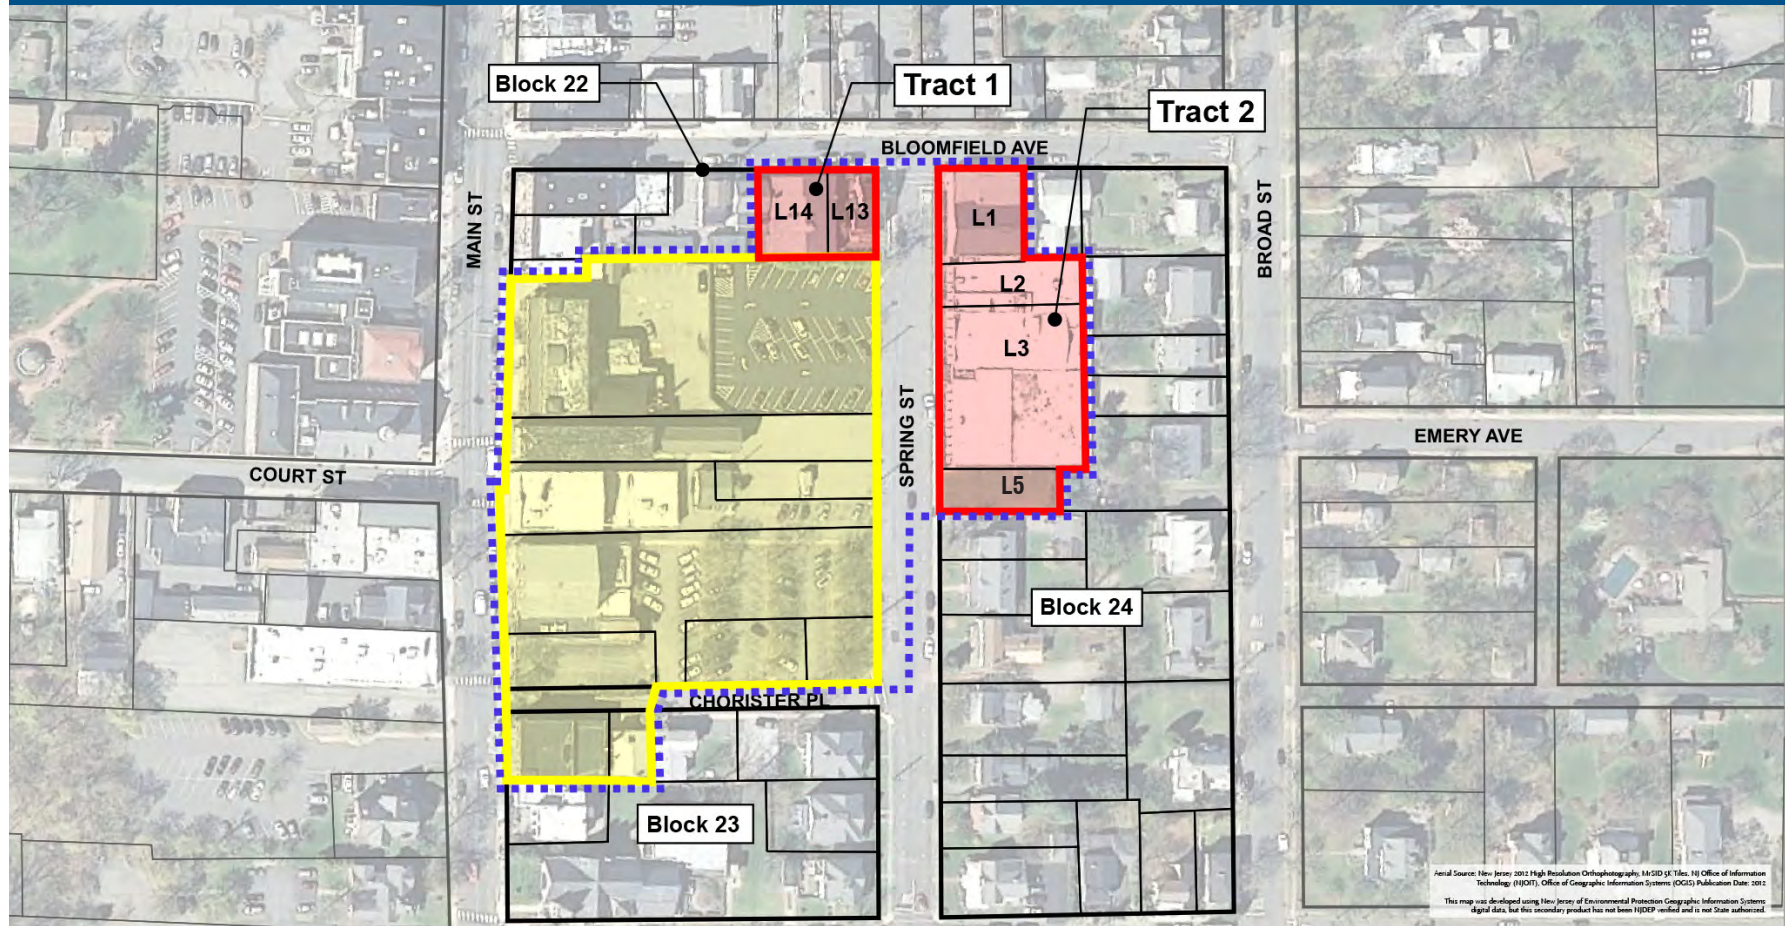 Block 22
Tract 1
Tract 2
BLOOMFIELD AVE
MAIN ST
L14
L13
L1
BROAD ST
L2
L3
SPRING ST
EMERY AVE
COURT ST
L5
Block 24
CHORISTER PL
Block 23
Aerial Source: New Jersey 2012 High Resolution Orthophotography, MrSID 5K Tiles. NJ Office of Information
Technology (NJOIT), Office of Geographic Information Systems (OGIS) Publication Date: 2012
This map was developed using New Jersey of Environmental Protection Geographic Information Systems
digital data, but this secondary product has not been NJDEP verified and is not State authorized.